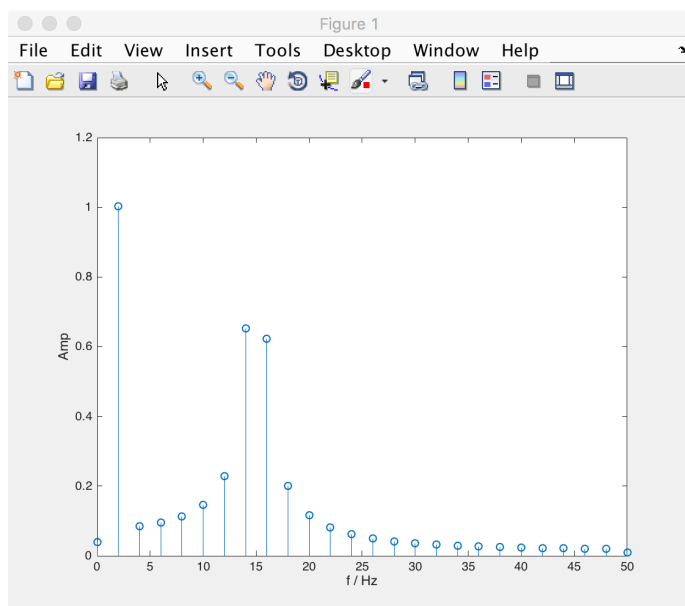 Figure 1
File Edit View Insert Tools Desktop Window Help
1.2
1
0.8
0.6
0.4
0.2
0
Amp
0 5 10 15 20 25 30 35 40 45 50
f / Hz